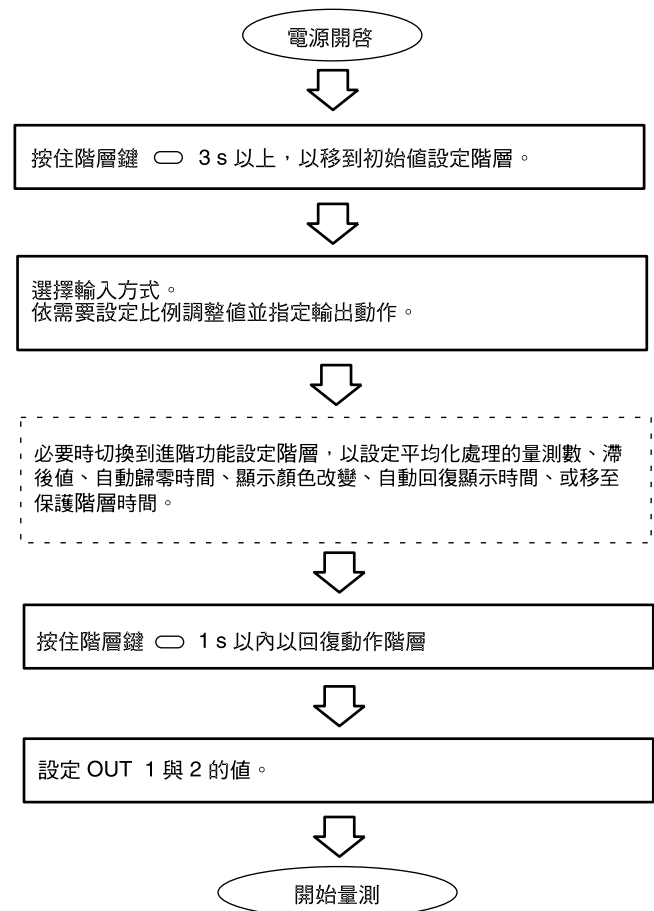 電源開啓
按住階層鍵 3 s 以上，以移到初始值設定階層。
選擇輸入方式。
依需要設定比例調整值並指定輸出動作。
必要時切換到進階功能設定階層，以設定平均化處理的量測數、滯
後值、自動歸零時間、顯示顏色改變、自動回復顯示時間、或移至
保護階層時間。
按住階層鍵 1 s 以內以回復動作階層
設定 OUT 1 與 2 的值。
開始量測